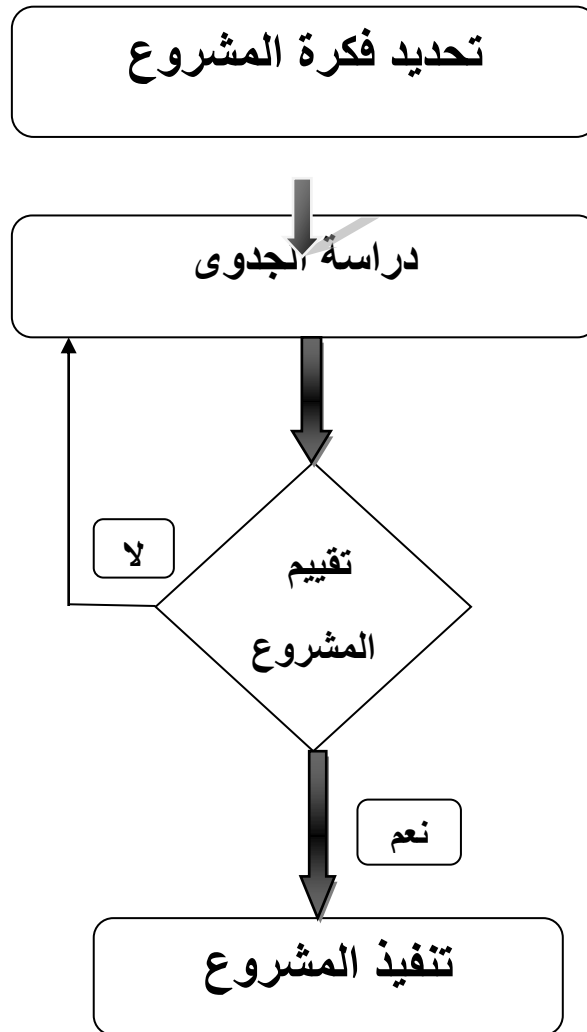 تحديد فكرة المشروع
دراسة الجدوى
لا
تقييم
المشروع
نعم
تنفيذ المشروع